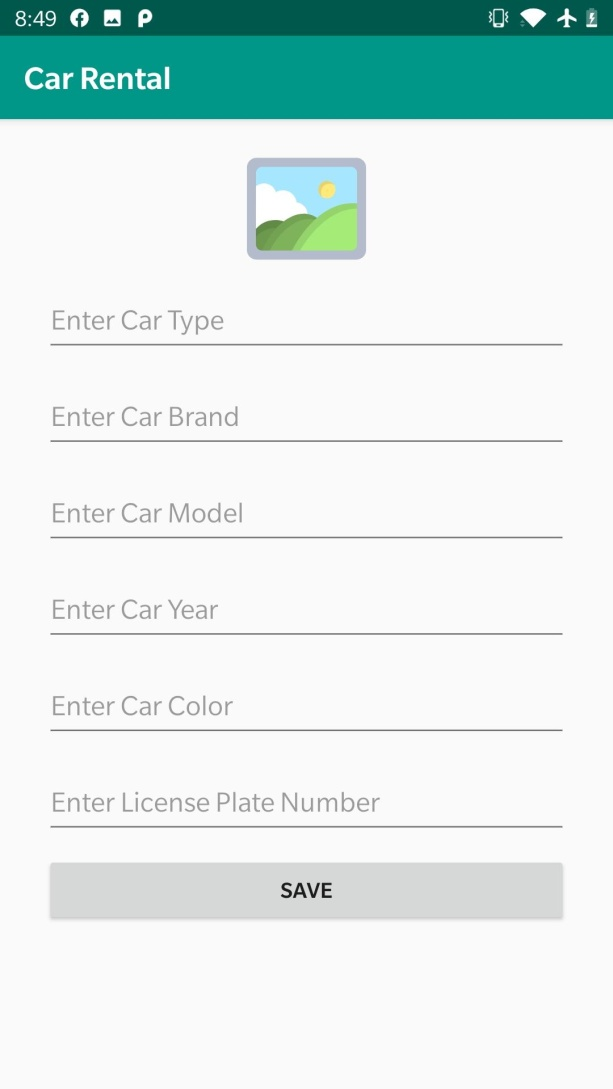 8:49
Car Rental
Enter Car Type
Enter Car Brand
Enter Car Model
Enter Car Year
Enter Car Color
Enter License Plate Number
SAVE